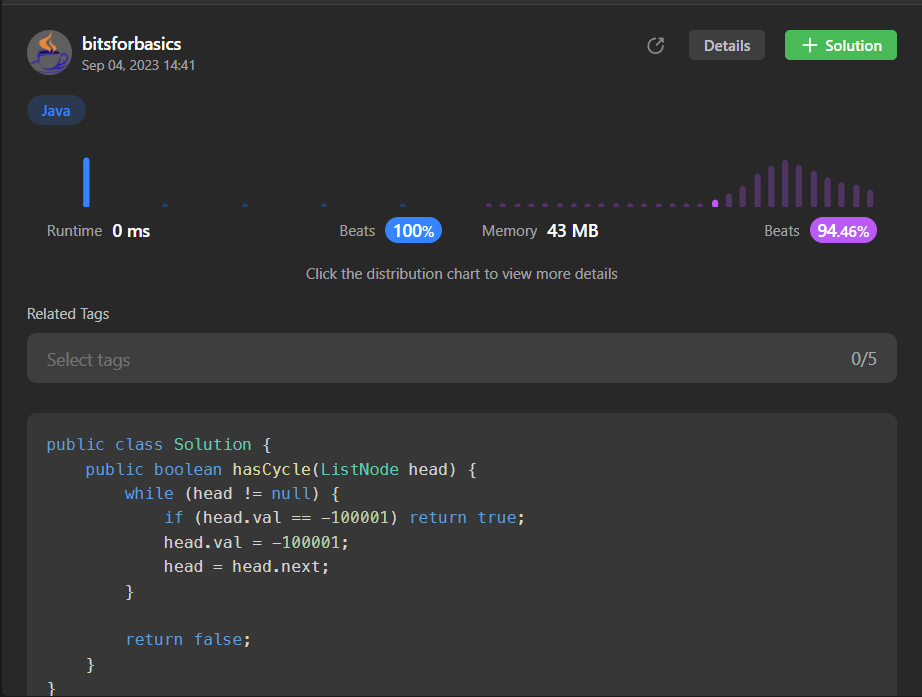 bitsforbasics
Sep 04, 2023 14:41
Details
+ Solution
Java
Runtime 0 ms
Beats 100%
Memory 43 MB
Beats 94.46%
Click the distribution chart to view more details
Related Tags
Select tags 0/5
public class Solution {
    public boolean hasCycle(ListNode head) {
        while (head != null) {
            if (head.val == -100001) return true;
            head.val = -100001;
            head = head.next;
        }

        return false;
    }
}